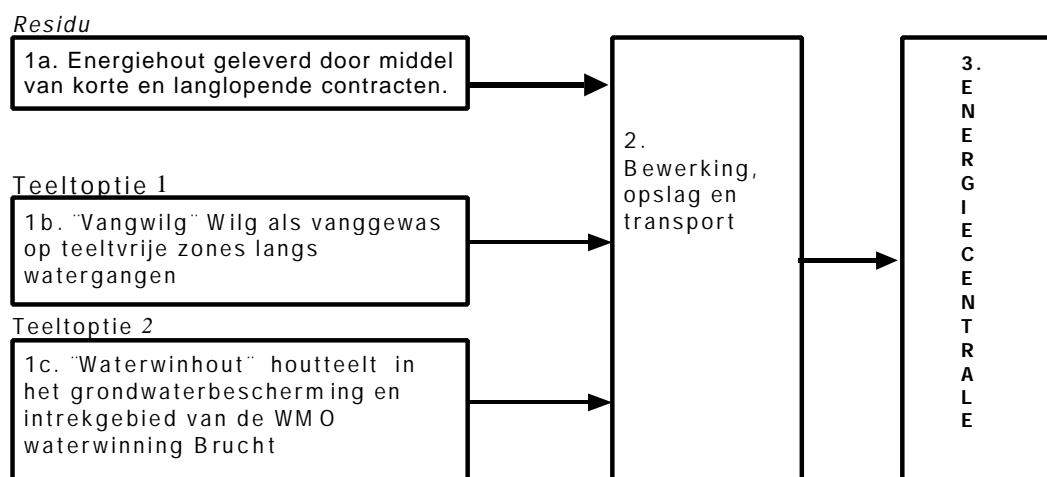 Residu
1a. Energiehout geleverd door middel
van korte en langlopende contracten.
Teeltoptie 1
1b. ¨Vangwilg¨ Wilg als vanggewas
op teeltvrije zones langs
watergangen
Teeltoptie 2
1c. ¨Waterwinhout¨ houtteelt in
het grondwaterbescherming en
intrekgebied van de WMO
waterwinning Brucht
2.
Bewerking,
opslag en
transport
3.
E
N
E
R
G
I
E
C
E
N
T
R
A
L
E